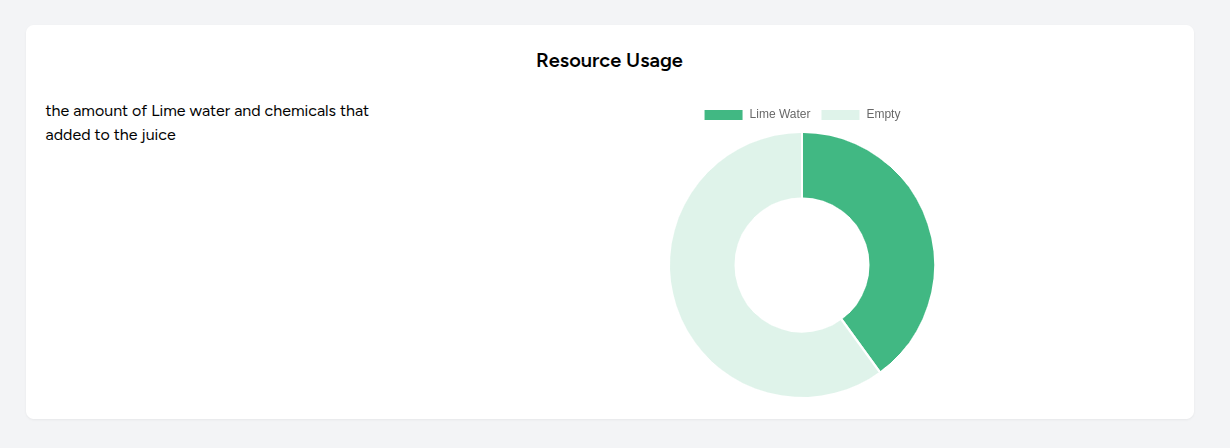 Resource Usage
the amount of Lime water and chemicals that
added to the juice
Lime Water
Empty